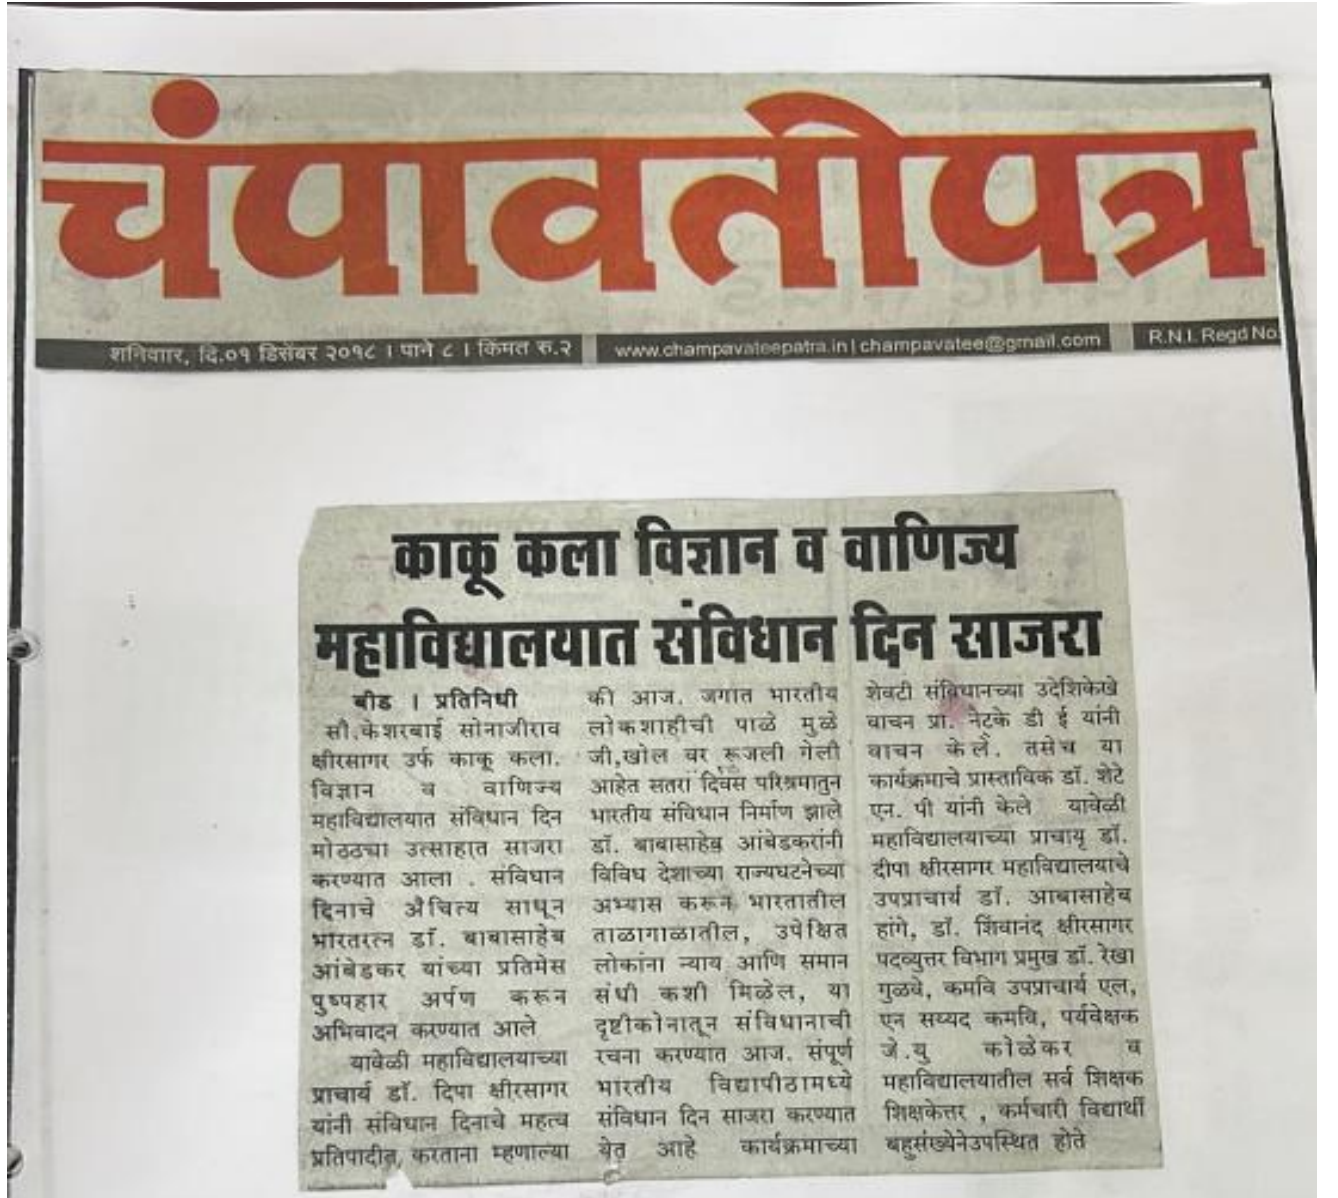 चंपावतीपत्र
शनिवाार, दि.०१ डिसेंबर २०१८ । पाने ८ । किंमत रु.२
www.champavateepatra.in | champavatee@gmail.com
R.N.I. Regd No.
काकू कला विज्ञान व वाणिज्य
महाविद्यालयात संविधान दिन साजरा
बीड । प्रतिनिधी
सौ.केशरबाई सोनाजीराव
क्षीरसागर उर्फ काकू कला.
विज्ञान व वाणिज्य
महाविद्यालयात संविधान दिन
मोठठचा उत्साहात साजरा
करण्यात आला . संविधान
दिनाचे औचित्य साधून
भारतरत्न डॉ. बाबासाहेब
आंबेडकर यांच्या प्रतिमेस
पुष्पहार अर्पण करून
अभिवादन करण्यात आले
यावेळी महाविद्यालयाच्या
प्राचार्य डॉ. दिपा क्षीरसागर
यांनी संविधान दिनाचे महत्व
प्रतिपादीत करताना म्हणाल्या
की आज. जगात भारतीय
लोकशाहीची पाळे मुळे
जी,खोल वर रूजली गेली
आहेत सतरा दिवस परिश्रमातुन
भारतीय संविधान निर्माण झाले
डॉ. बाबासाहेब आंबेडकरांनी
विविध देशाच्या राज्यघटनेच्या
अभ्यास करून भारतातील
ताळागाळातील, उपेक्षित
लोकांना न्याय आणि समान
संधी कशी मिळेल, या
दृष्टीकोनातून संविधानाची
रचना करण्यात आज. संपूर्ण
भारतीय विद्यापीठामध्ये
संविधान दिन साजरा करण्यात
येत आहे कार्यक्रमाच्या
शेवटी संविधानच्या उदेशिकेखे
वाचन प्रा. नेटके डी ई यांनी
वाचन केले. तसेच या
कार्यक्रमाचे प्रास्ताविक डॉ. शेटे
एन. पी यांनी केले यावेळी
महाविद्यालयाच्या प्राचायृ डॉ.
दीपा क्षीरसागर महाविद्यालयाचे
उपप्राचार्य डॉ. आबासाहेब
हांगे, डॉ. शिंवानंद क्षीरसागर
पदव्युत्तर विभाग प्रमुख डॉ. रेखा
गुळवे, कमवि उपप्राचार्य एल,
एन सय्यद कमवि, पर्यवेक्षक
जे.यु कोळेकर व
महाविद्यालयातील सर्व शिक्षक
शिक्षकेत्तर , कर्मचारी विद्यार्थी
बहुसंख्येनेउपस्थित होते